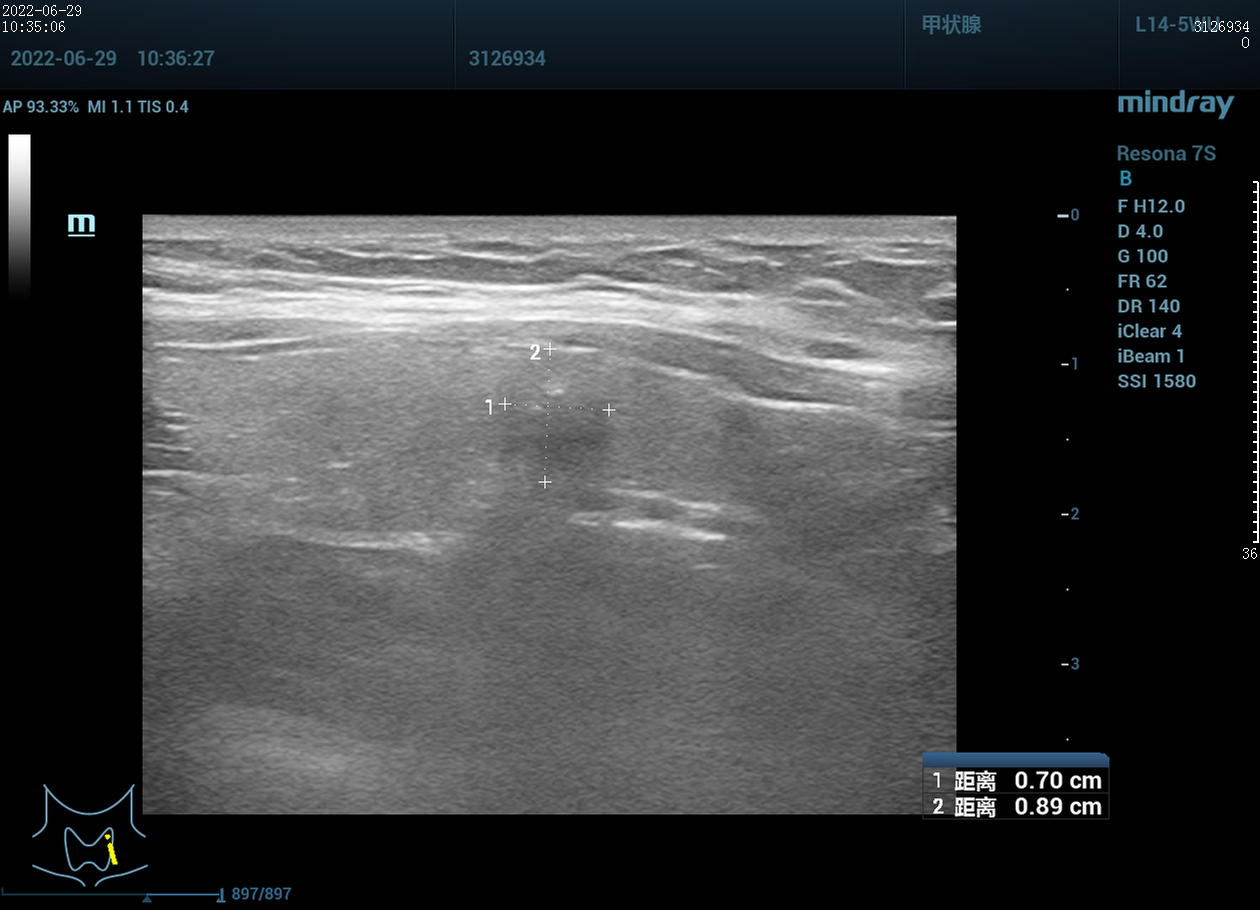 2022-06-29
10:35:06
2022-06-29 10:36:27
3126934
甲状腺
L14-5WU
3126934
0
AP 93.33% MI 1.1 TIS 0.4
mindray
Resona 7S
B
F H12.0
D 4.0
G 100
FR 62
DR 140
iClear 4
iBeam 1
SSI 1580
m
0
1
2
3
36
2
1
1 距离 0.70 cm
2 距离 0.89 cm
897/897